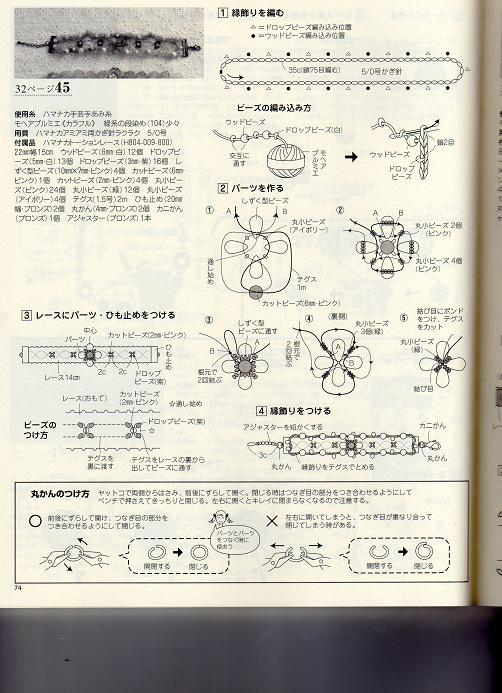 32ページ45
使用糸 ハマナカ手芸手あみ糸
モヘアプルミエ《カラフル》 緑系の段染め(104)少々
用具 ハマナカアミアミ両かぎ針ラクラク 5/0号
付属品 ハマナカトーションレース(H804-009-800)
22mm幅15cm ウッドビーズ(6mm・白)12個 ドロップビ
ーズ(5mm・白)13個 ドロップビーズ(3mm・紫)16個 し
ずく型ビーズ(10mm×7mm・ピンク)4個 カットビーズ(6mm・
ピンク)1個 カットビーズ(2mm・ピンク)4個 丸小ビー
ズ(ピンク)24個 丸小ビーズ(緑)12個 丸小ビーズ
(アイボリー)4個 テグス(1.5号)2m ひも止め(20mm
幅・ブロンズ)2個 丸かん(4mm・ブロンズ)2個 カニかん
(ブロンズ)1個 アジャスター(ブロンズ)1本
1 縁飾りを編む
△=ドロップビーズ編み込み位置
●=ウッドビーズ編み込み位置
35c(鎖75目編む)
5/0号かぎ針
ビーズの編み込み方
ウッドビーズ
ドロップビーズ(白)
交互に通す
モヘアプルミエ
鎖2目
ウッドビーズ
ドロップビーズ
2 パーツを作る
①
しずく型ビーズ
A
B
丸小ビーズ
(アイボリー)
通し始め
テグス
1m
カットビーズ(6mm・ピンク)
②
A
B
丸小ビーズ2個
(ピンク)
丸小ビーズ4個
(ピンク)
③
しずく型
ビーズに通す
A
B
根元で
2回結ぶ
④
(裏側)
丸小ビーズ
3個(緑)
根元で2回結ぶ
A
B
⑤
結び目にボンド
をつけ、テグス
をカット
丸小ビーズ
(緑)
結び目
3 レースにパーツ・ひも止めをつける
中心
パーツ
カットビーズ(2mm・ピンク)
ひも止め
レース14cm
2c
2c
ドロップ
ビーズ(紫)
レース(おもて)
カットビーズ
(2mm・ピンク)
☆通し始め
ビーズの
つけ方
ドロップビーズ(紫)
☆
テグスを
裏に渡す
テグスをレースの裏から
出してビーズに通す
4 縁飾りをつける
アジャスターを短かくする
カニかん
3c
丸かん
縁飾りをテグスでとめる
丸かん
丸かんのつけ方 ヤットコで両側からはさみ、前後にずらして開く。閉じる時はつなぎ目の部分をつき合わせるようにして
ペンチで押さえてきっちりと閉じる。左右に開くとキレイに閉まらなくなるので注意する。
○ 前後にずらして開け、つなぎ目の部分を
つき合わせるようにして閉じる。
パーツとパーツ
をつなぐ時に
使おう
× 左右に開いてしまうと、つなぎ目が重なり合って
閉じてしまう時がある。
開閉する
閉じる
開閉する
閉じる
74